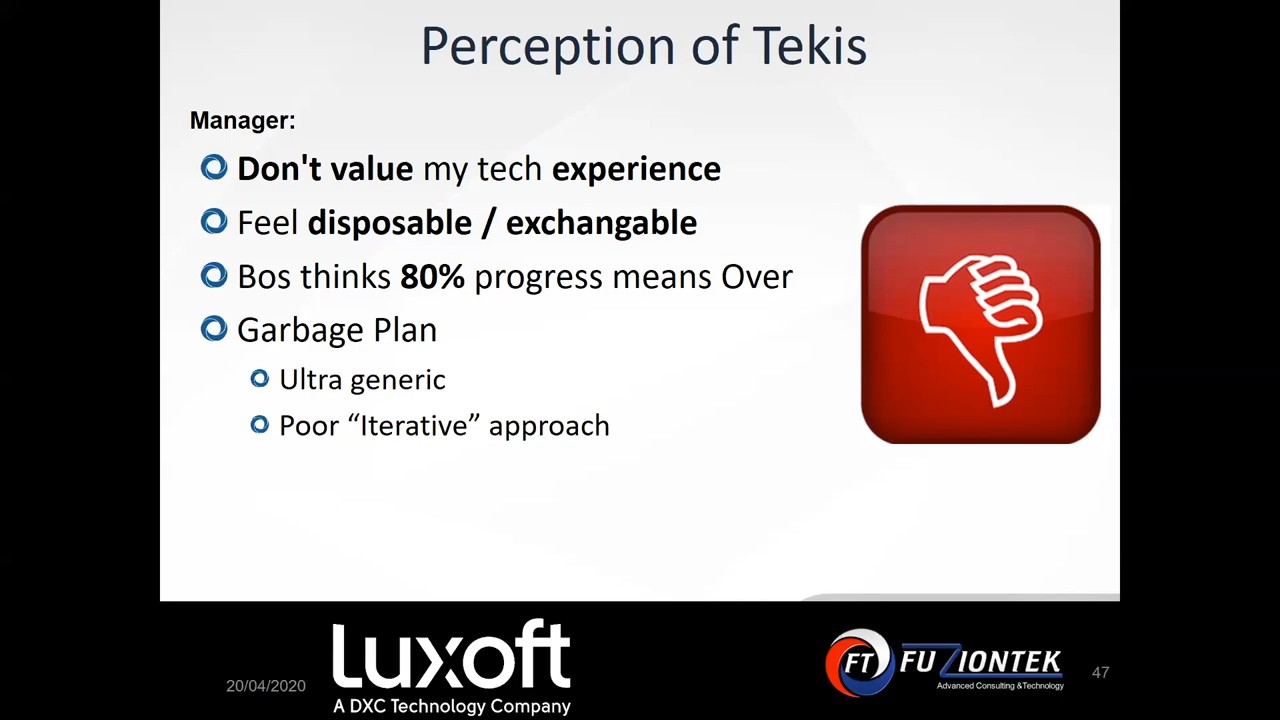 Perception of Tekis
Manager:
Don't value my tech experience
Feel disposable / exchangable
Bos thinks 80% progress means Over
Garbage Plan
Ultra generic
Poor “Iterative” approach
20/04/2020
Luxoft
A DXC Technology Company
FT
FUZIONTEK
Advanced Consulting &Technology
47